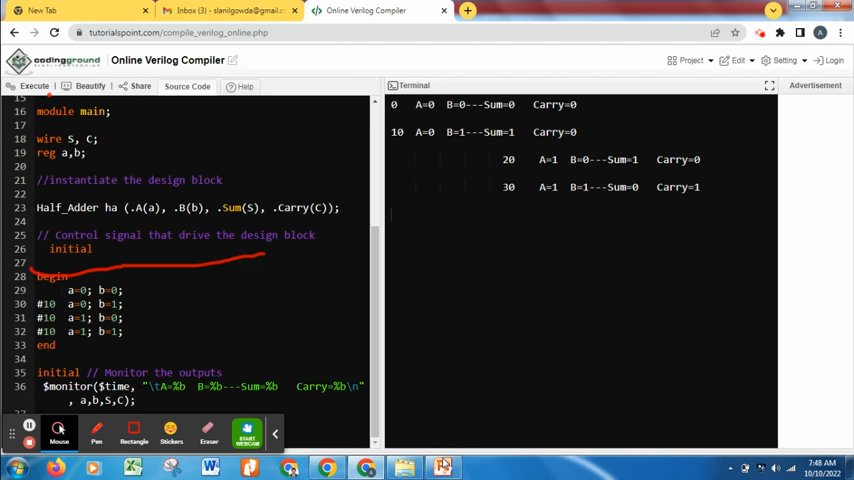 New Tab
Inbox (3) - slanilgowda@gmail.cc
Online Verilog Compiler
tutorialspoint.com/compile_verilog_online.php
A
codingground
Online Verilog Compiler
Project
Edit
Setting
Login
Execute
Beautify
Share
Source Code
Help
Terminal
Advertisement
15
16 module main;
17
18 wire S, C;
19 reg a,b;
20
21 //instantiate the design block
22
23 Half_Adder ha (.A(a), .B(b), .Sum(S), .Carry(C));
24
25 // Control signal that drive the design block
26 initial
27
28 begin
29 a=0; b=0;
30 #10 a=0; b=1;
31 #10 a=1; b=0;
32 #10 a=1; b=1;
33 end
34
35 initial // Monitor the outputs
36 $monitor($time, "\tA=%b B=%b---Sum=%b Carry=%b\n"
, a,b,S,C);
0 A=0 B=0---Sum=0 Carry=0
10 A=0 B=1---Sum=1 Carry=0
20 A=1 B=0---Sum=1 Carry=0
30 A=1 B=1---Sum=0 Carry=1
Mouse
Pen
Rectangle
Stickers
Eraser
START
WEBCAM
7:48 AM
10/10/2022